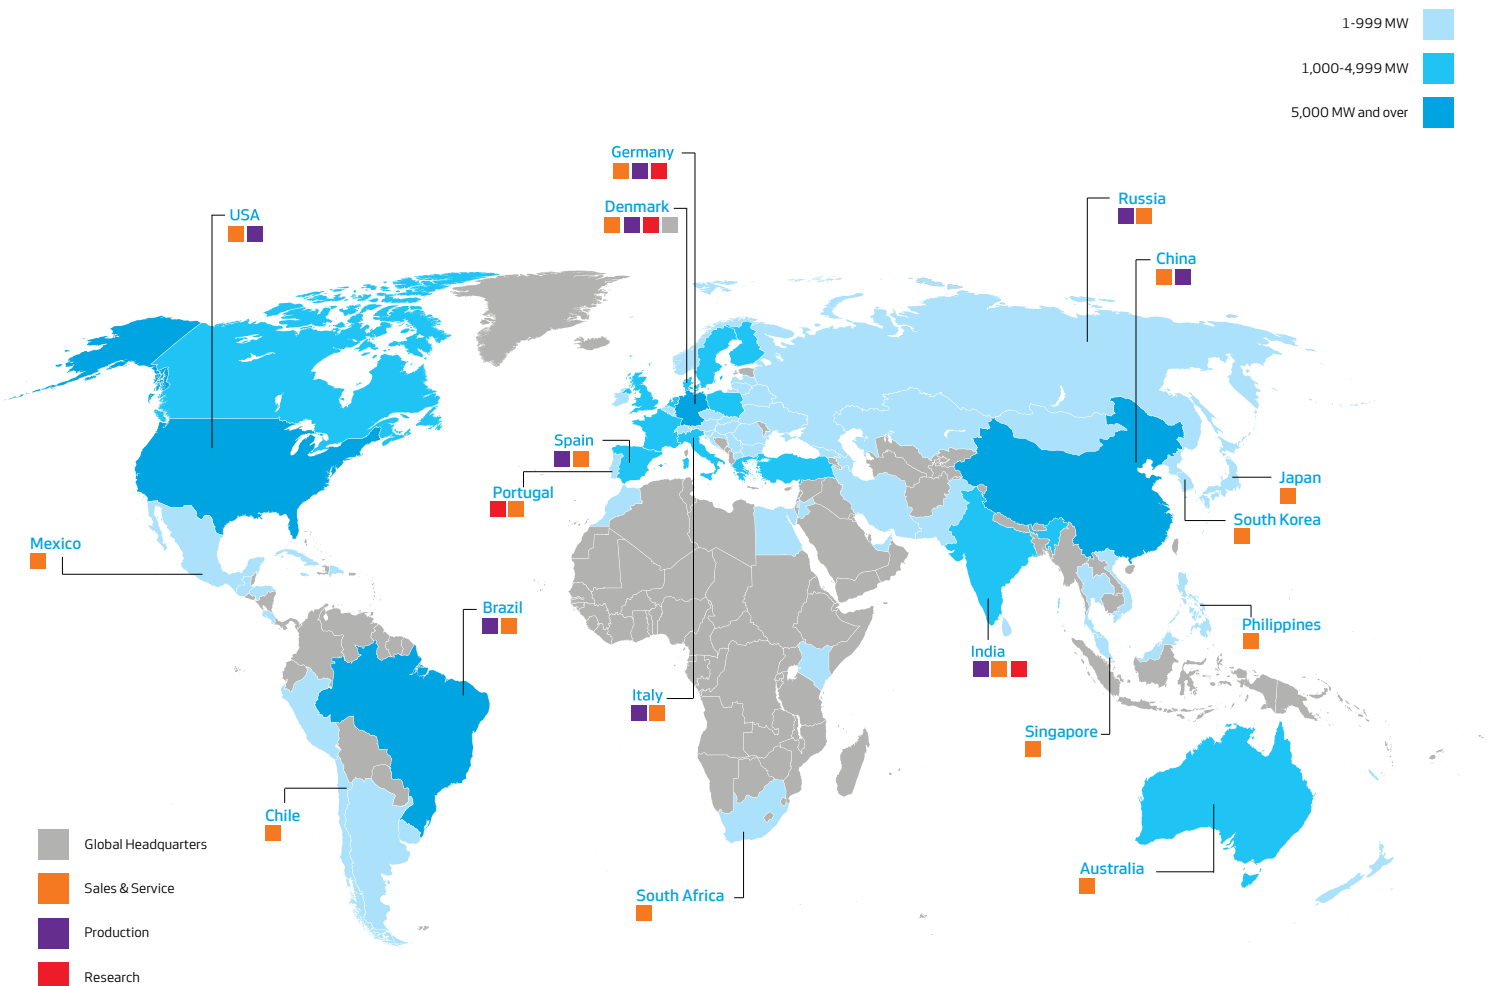 1-999 MW
1,000-4,999 MW
5,000 MW and over
Germany
Denmark
USA
Russia
China
Spain
Portugal
Japan
South Korea
Mexico
Brazil
Philippines
India
Italy
Singapore
Chile
Global Headquarters
Australia
Sales & Service
South Africa
Production
Research